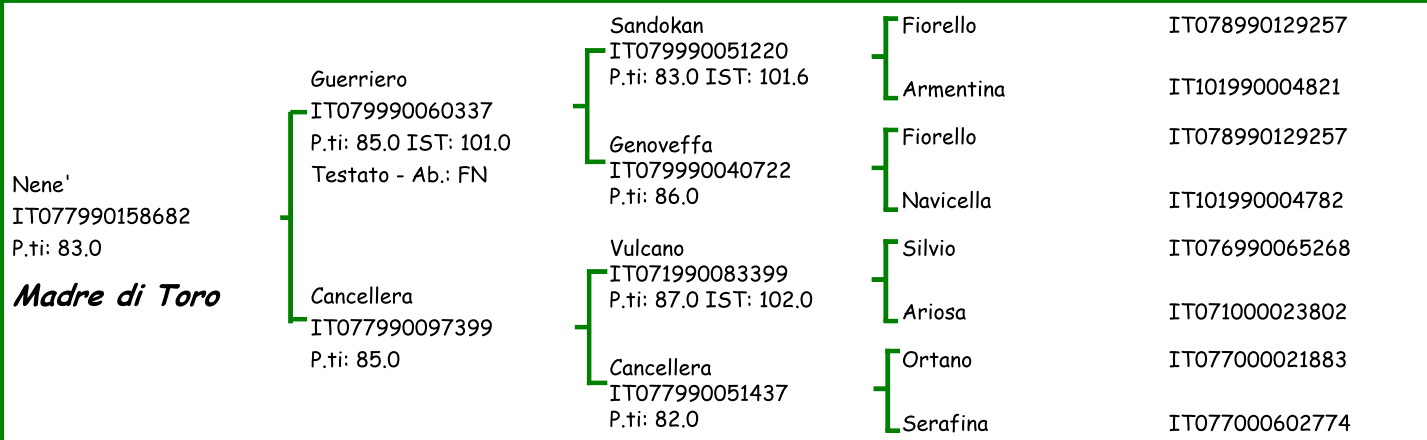 Nene'
IT077990158682
P.ti: 83.0
Madre di Toro
Guerriero
IT079990060337
P.ti: 85.0 IST: 101.0
Testato - Ab.: FN
Cancellera
IT077990097399
P.ti: 85.0
Sandokan
IT079990051220
P.ti: 83.0 IST: 101.6
Genoveffa
IT079990040722
P.ti: 86.0
Vulcano
IT071990083399
P.ti: 87.0 IST: 102.0
Cancellera
IT077990051437
P.ti: 82.0
Fiorello IT078990129257
Armentina IT101990004821
Fiorello IT078990129257
Navicella IT101990004782
Silvio IT076990065268
Ariosa IT071000023802
Ortano IT077000021883
Serafina IT077000602774